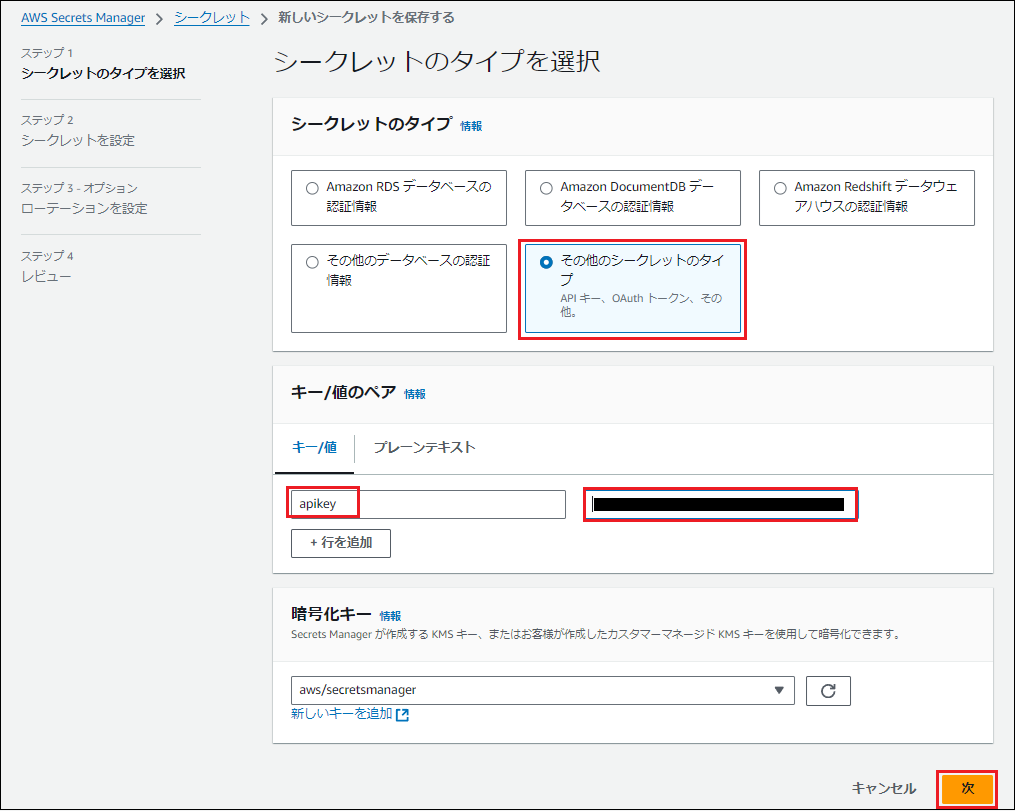 AWS Secrets Manager > シークレット > 新しいシークレットを保存する
ステップ 1
シークレットのタイプを選択
ステップ 2
シークレットを設定
ステップ 3 - オプション
ローテーションを設定
ステップ 4
レビュー
シークレットのタイプを選択
シークレットのタイプ 情報
Amazon RDS データベースの
認証情報
Amazon DocumentDB デー
タベースの認証情報
Amazon Redshift データウェ
アハウスの認証情報
その他のデータベースの認証
情報
その他のシークレットのタイ
プ
API キー、OAuth トークン、その
他。
キー/値のペア 情報
キー/値
プレーンテキスト
apikey
+ 行を追加
暗号化キー 情報
Secrets Manager が作成する KMS キー、またはお客様が作成したカスタマーマネージド KMS キーを使用して暗号化できます。
aws/secretsmanager
新しいキーを追加
キャンセル
次